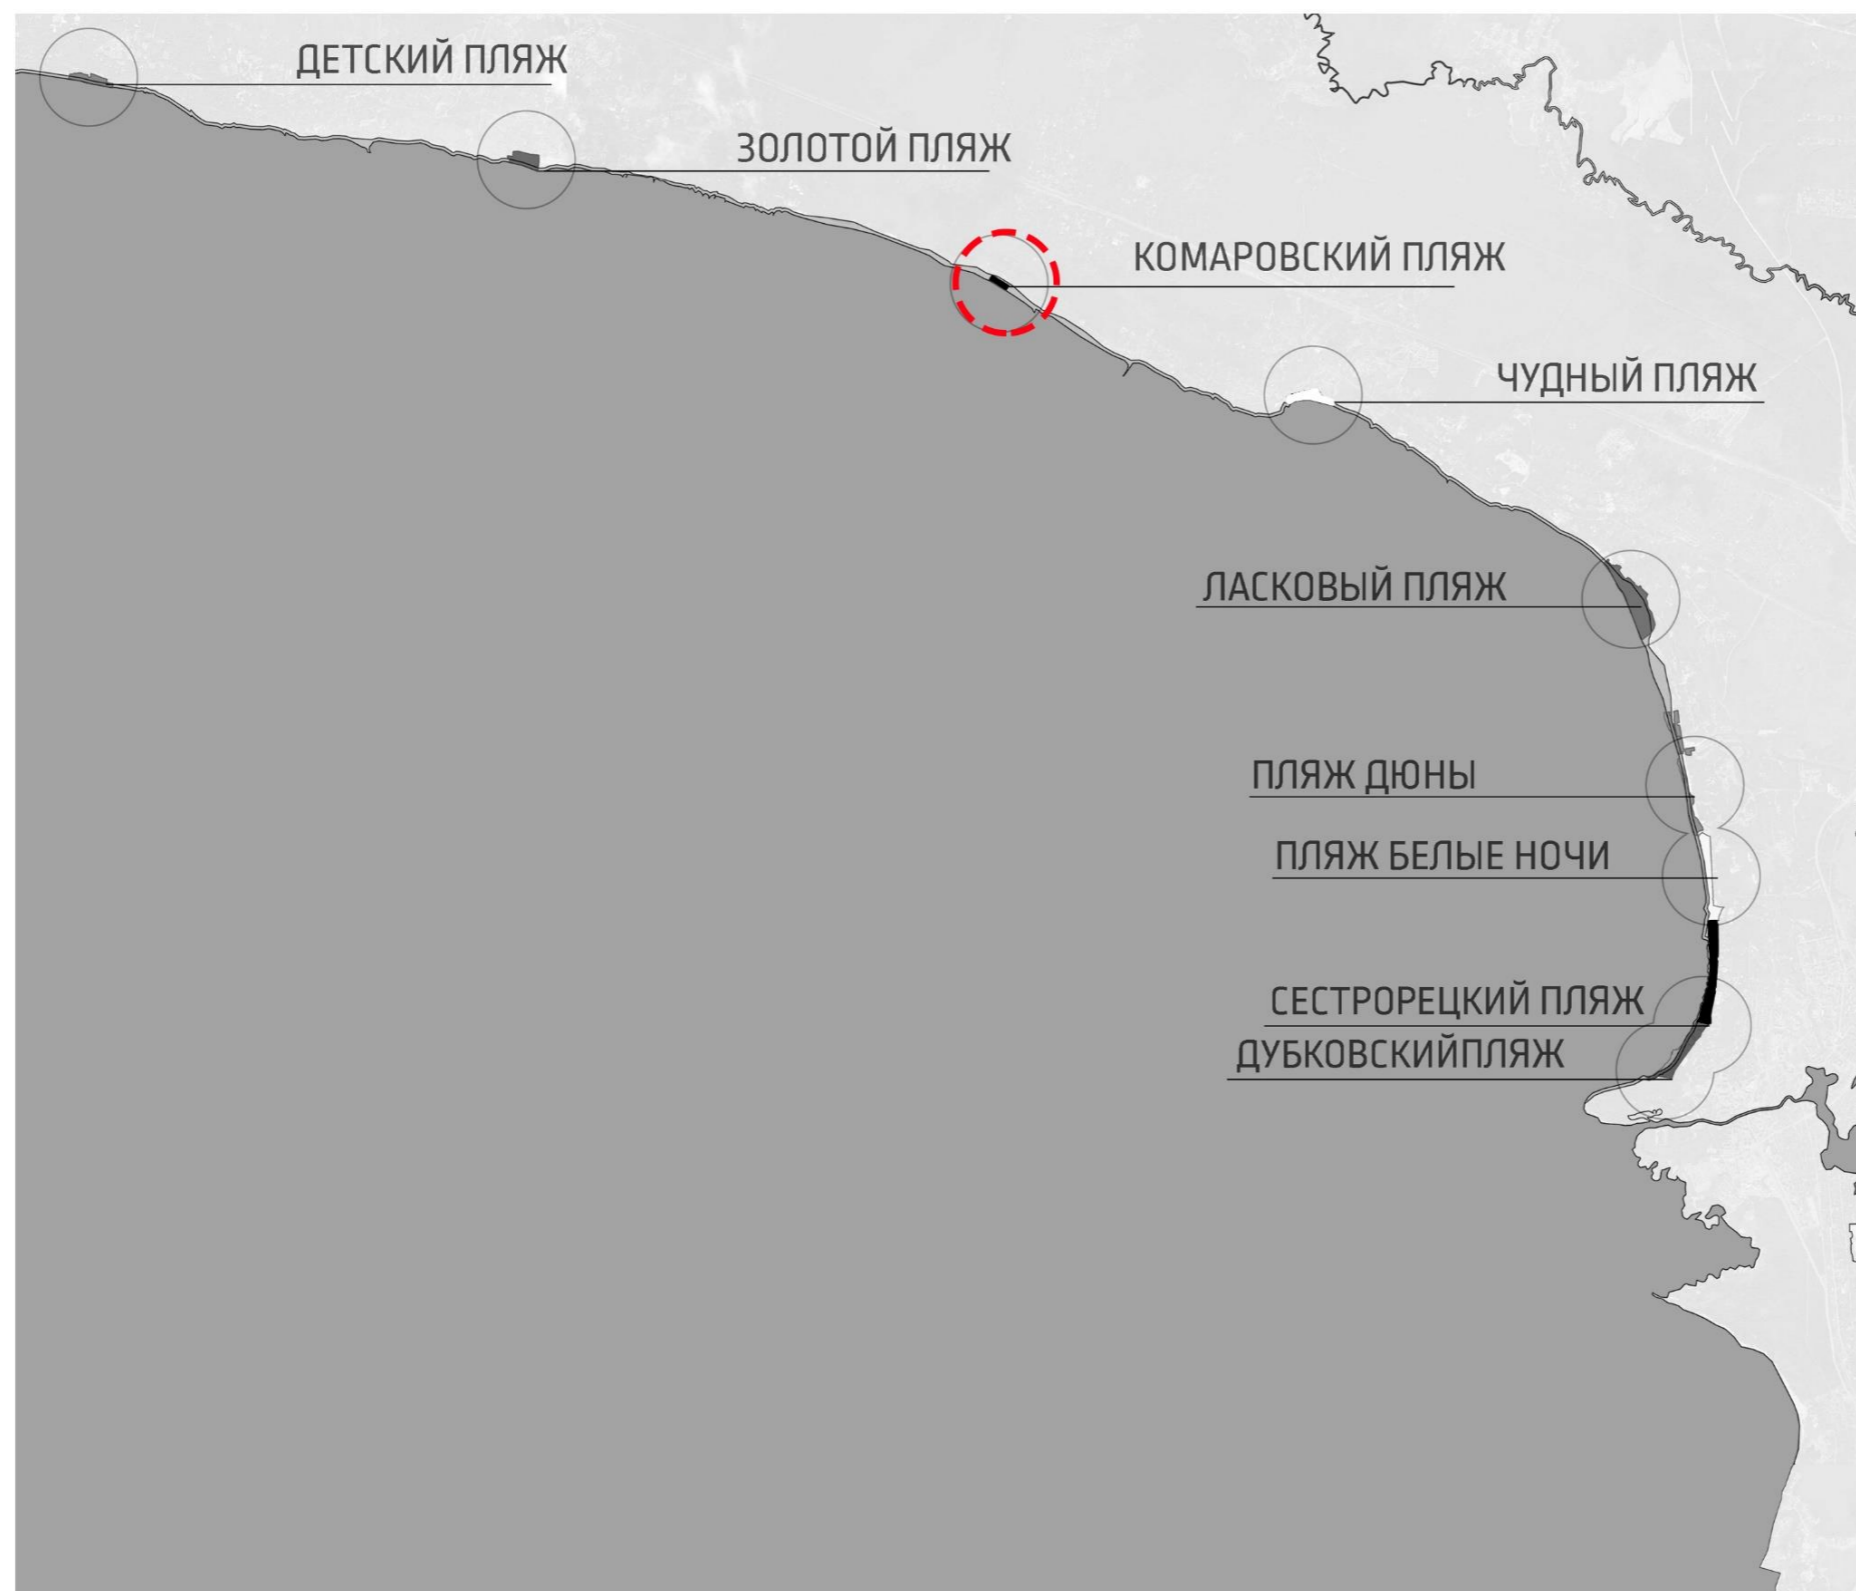 ДЕТСКИЙ ПЛЯЖ
ЗОЛОТОЙ ПЛЯЖ
КОМАРОВСКИЙ ПЛЯЖ
ЧУДНЫЙ ПЛЯЖ
ЛАСКОВЫЙ ПЛЯЖ
ПЛЯЖ ДЮНЫ
ПЛЯЖ БЕЛЫЕ НОЧИ
СЕСТРОРЕЦКИЙ ПЛЯЖ
ДУБКОВСКИЙПЛЯЖ